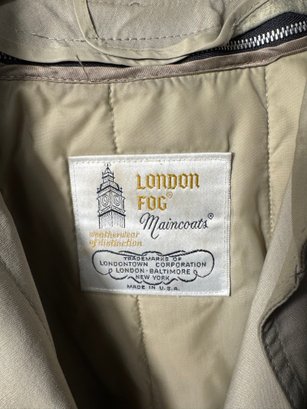 LONDON
FOG®
Maincoats®
weatherwear
of distinction
TRADEMARKS OF
LONDONTOWN CORPORATION
LONDON · BALTIMORE
NEW YORK
MADE IN U.S.A.